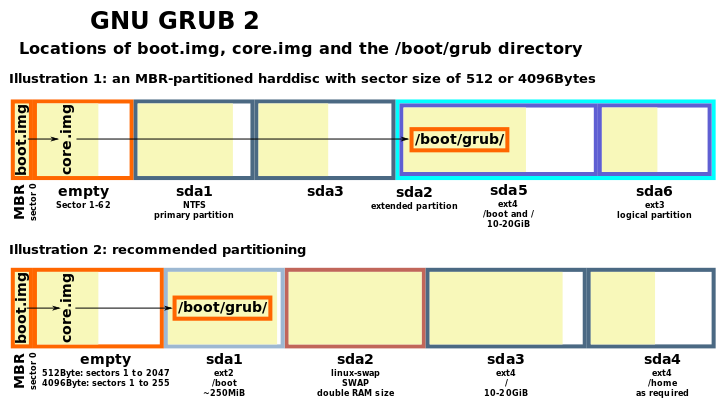 GNU GRUB 2
Locations of boot.img, core.img and the /boot/grub directory
Illustration 1: an MBR-partitioned harddisc with sector size of 512 or 4096Bytes
boot.img
core.img
/boot/grub/
MBR
sector 0
empty
Sector 1-62
sda1
NTFS
primary partition
sda3
sda2
extended partition
sda5
ext4
/boot and /
10-20GiB
sda6
ext3
logical partition
Illustration 2: recommended partitioning
boot.img
core.img
/boot/grub/
MBR
sector 0
empty
512Byte: sectors 1 to 2047
4096Byte: sectors 1 to 255
sda1
ext2
/boot
~250MiB
sda2
linux-swap
SWAP
double RAM size
sda3
ext4
/
10-20GiB
sda4
ext4
/home
as required